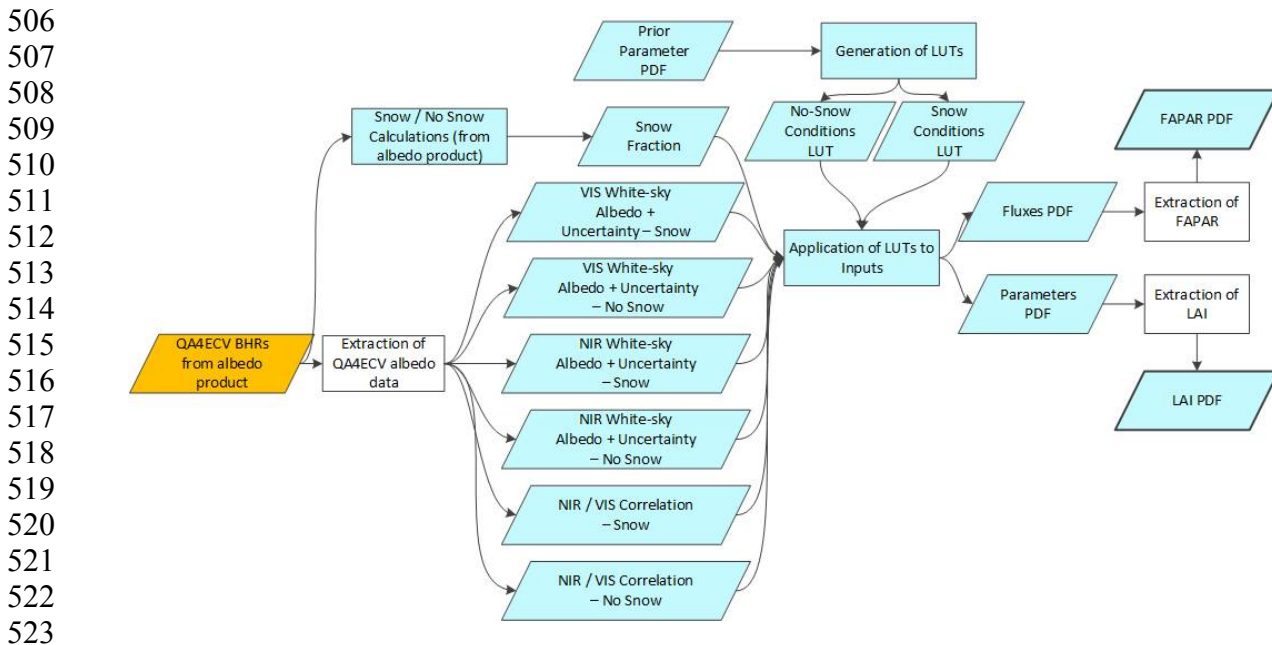 506
507
508
509
510
511
512
513
514
515
516
517
518
519
520
521
522
523
Prior
Parameter
PDF
Generation of LUTs
No-Snow
Conditions
LUT
Snow
Conditions
LUT
Snow / No Snow
Calculations (from
albedo product)
Snow
Fraction
VIS White-sky
Albedo +
Uncertainty – Snow
VIS White-sky
Albedo + Uncertainty
– No Snow
NIR White-sky
Albedo + Uncertainty
– Snow
NIR White-sky
Albedo + Uncertainty
– No Snow
NIR / VIS Correlation
– Snow
NIR / VIS Correlation
– No Snow
QA4ECV BHRs
from albedo
product
Extraction of
QA4ECV albedo
data
Application of LUTs to
Inputs
Fluxes PDF
Extraction of
FAPAR
FAPAR PDF
Parameters
PDF
Extraction of
LAI
LAI PDF